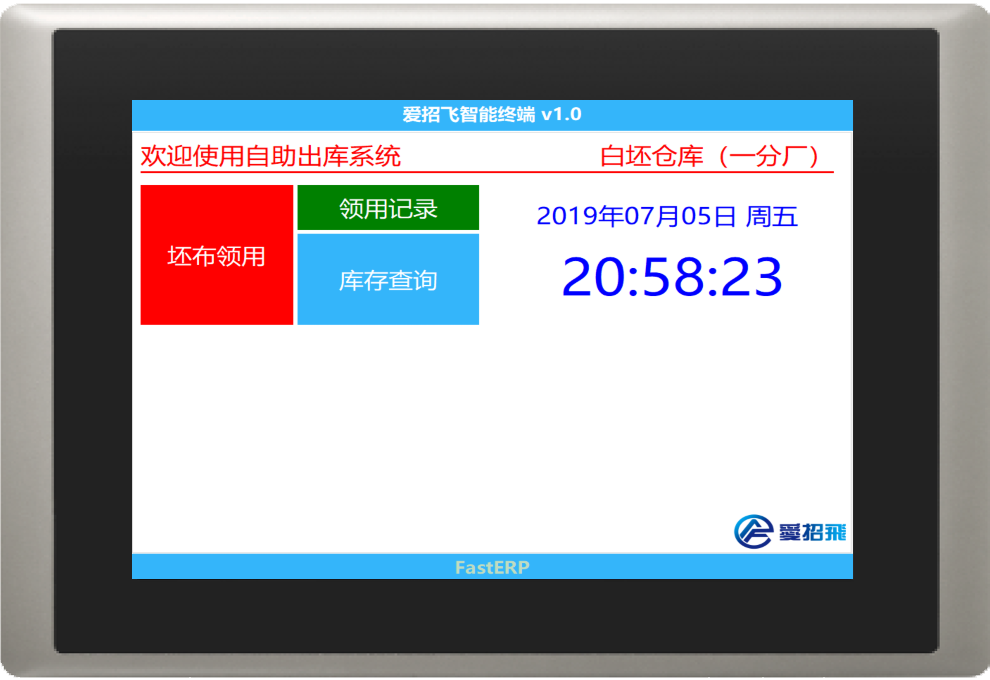 爱招飞智能终端 v1.0
欢迎使用自助出库系统 白坯仓库（一分厂）
坯布领用
领用记录
库存查询
2019年07月05日 周五
20:58:23
愛招飛
FastERP